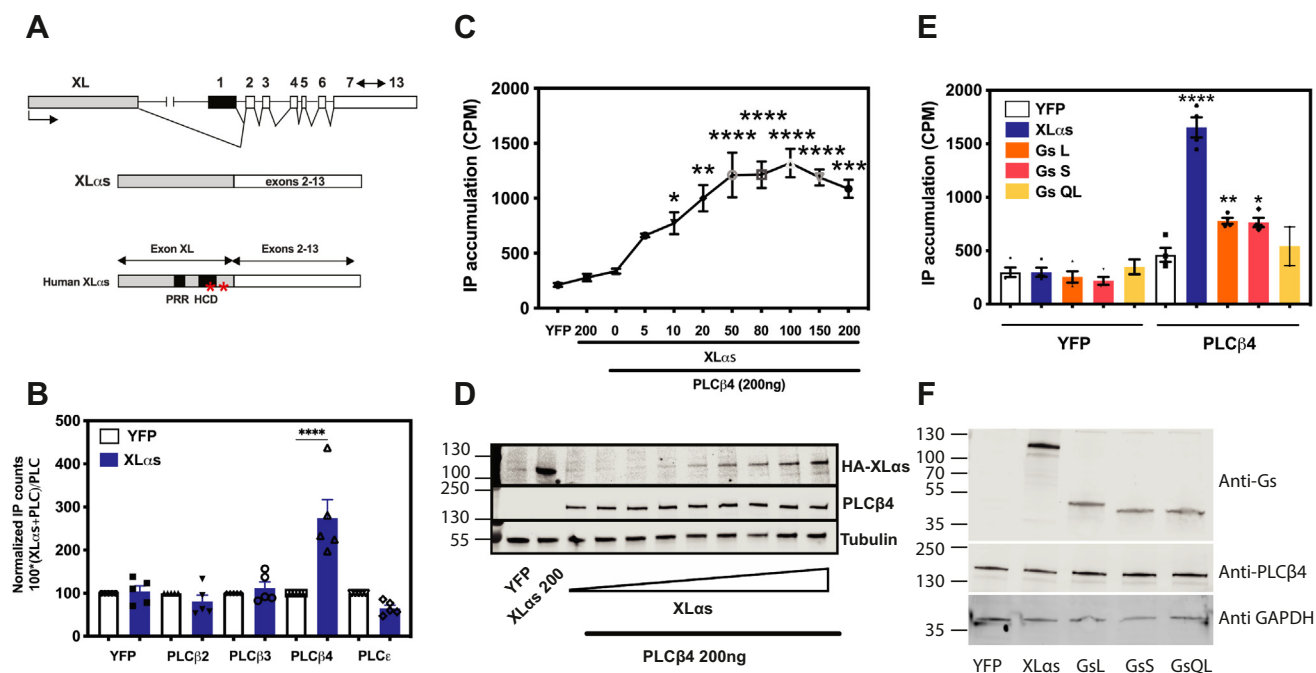 A
XL 1 2 3 4 5 6 7 13
XLαs exons 2-13
Exon XL Exons 2-13
Human XLαs * *
PRR HCD
B
Normalized IP counts
100*(XLαs+PLC)/PLC
500
400
300
200
100
0
YFP
XLαs
****
YFP PLCβ2 PLCβ3 PLCβ4 PLCε
C
IP accumulation (CPM)
2000
1500
1000
500
0
* ** **** **** **** **** ***
YFP 200 0 5 10 20 50 80 100 150 200
XLαs
PLCβ4 (200ng)
D
130
100
250
130
55
HA-XLαs
PLCβ4
Tubulin
YFP
XLαs 200
XLαs
PLCβ4 200ng
E
IP accumulation (CPM)
2000
1500
1000
500
0
YFP
XLαs
Gs L
Gs S
Gs QL
**** ** *
YFP PLCβ4
F
130
100
70
55
35
250
130
35
Anti-Gs
Anti-PLCβ4
Anti GAPDH
YFP XLαs GsL GsS GsQL